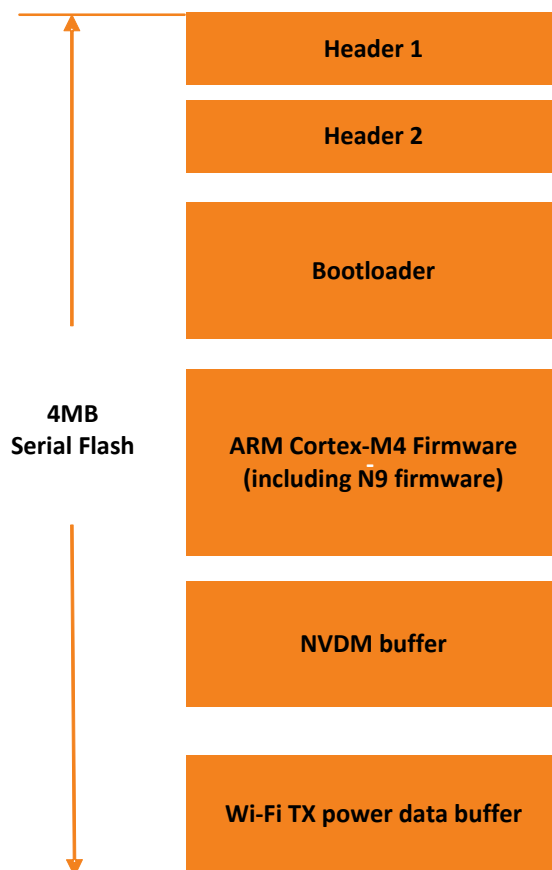 Header 1
Header 2
Bootloader
4MB
Serial Flash
ARM Cortex-M4 Firmware
(including N9 firmware)
NVDM buffer
Wi-Fi TX power data buffer